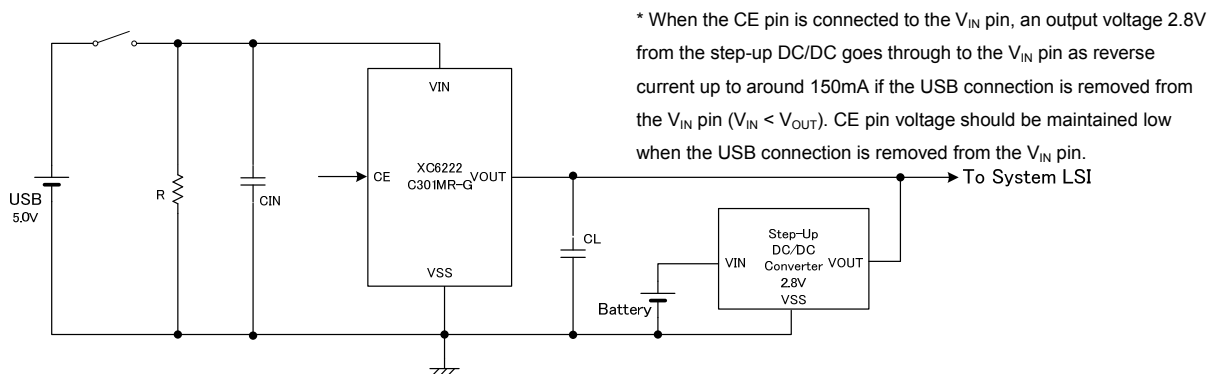 * When the CE pin is connected to the VIN pin, an output voltage 2.8V
from the step-up DC/DC goes through to the VIN pin as reverse
current up to around 150mA if the USB connection is removed from
the VIN pin (VIN < VOUT). CE pin voltage should be maintained low
when the USB connection is removed from the VIN pin.
VIN
CE
XC6222
C301MR-G
VOUT
VSS
USB
5.0V
R
CIN
CL
To System LSI
Step-Up
DC/DC
Converter
2.8V
VIN
VOUT
VSS
Battery